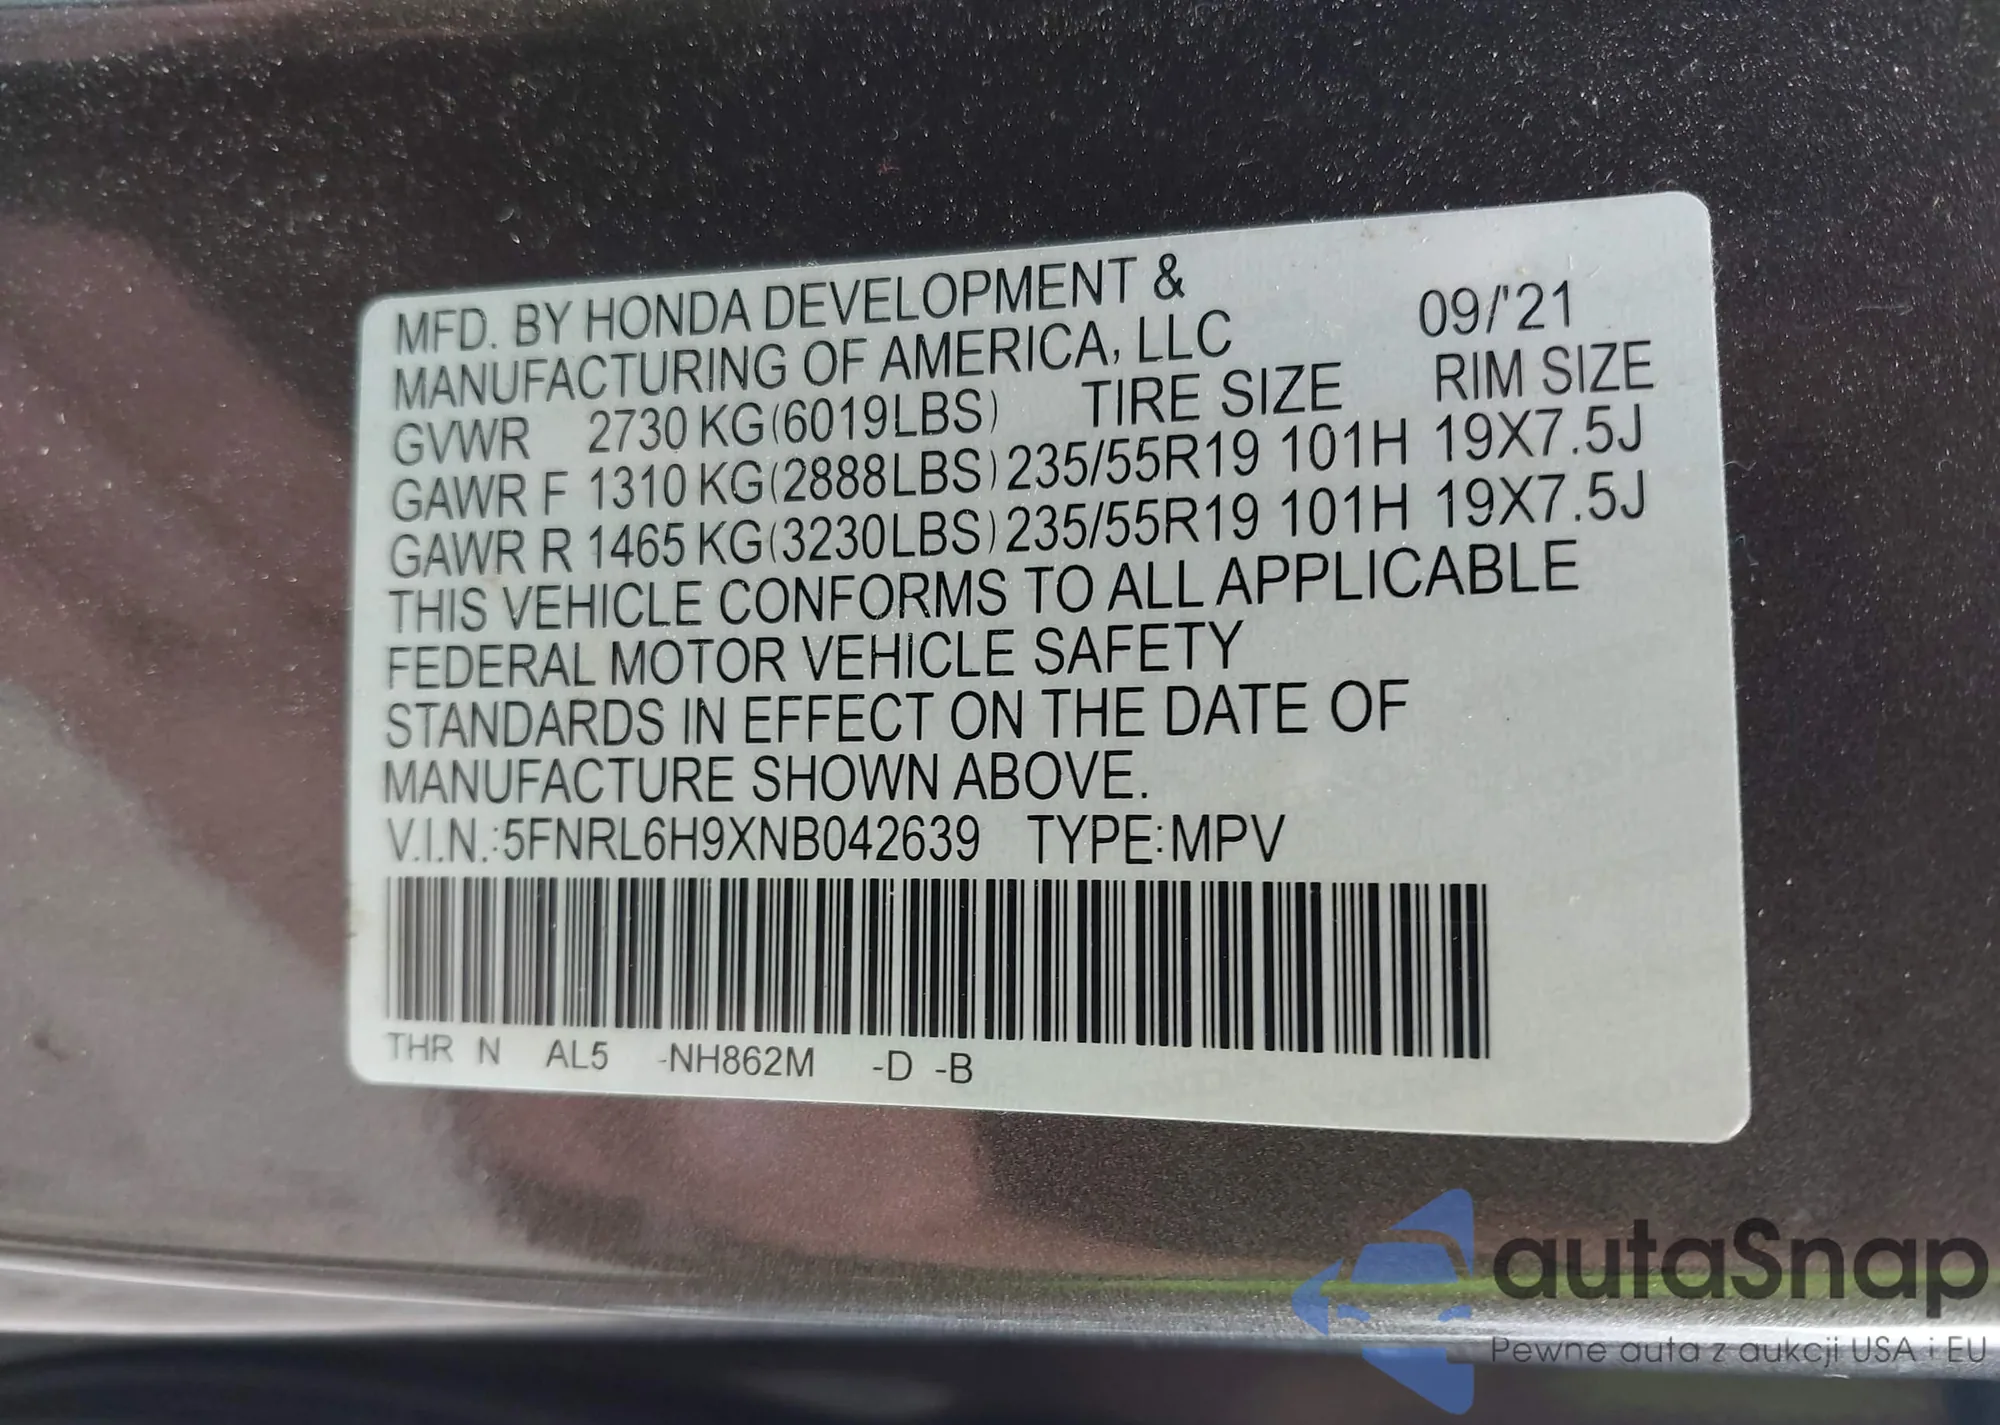 MFD. BY HONDA DEVELOPMENT &
MANUFACTURING OF AMERICA, LLC 09/'21
GVWR 2730 KG(6019LBS) TIRE SIZE RIM SIZE
GAWR F 1310 KG(2888LBS) 235/55R19 101H 19X7.5J
GAWR R 1465 KG(3230LBS) 235/55R19 101H 19X7.5J
THIS VEHICLE CONFORMS TO ALL APPLICABLE
FEDERAL MOTOR VEHICLE SAFETY
STANDARDS IN EFFECT ON THE DATE OF
MANUFACTURE SHOWN ABOVE.
V.I.N.:5FNRL6H9XNB042639 TYPE:MPV
THR N AL5 -NH862M -D -B
autaSnap
Pewne auta z aukcji USA i EU